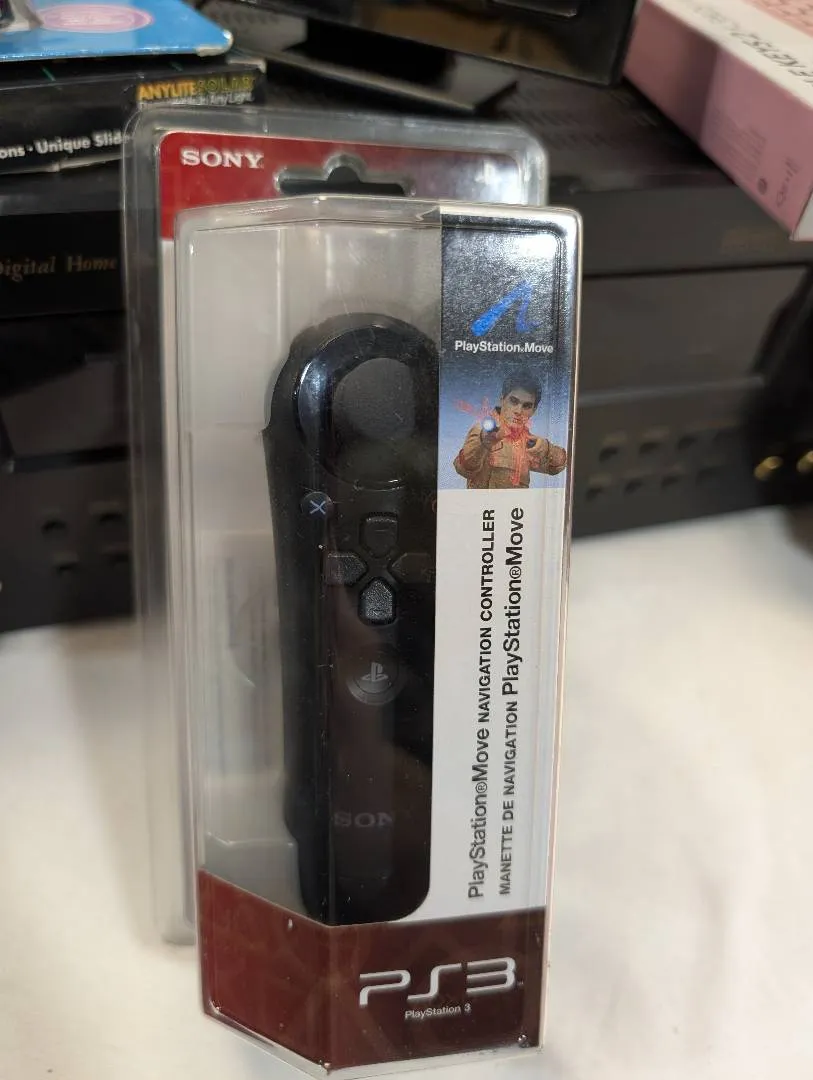 ANYLITE SOLAR
ons · Unique Slid
Digital Home
SONY
PlayStation®Move
PlayStation®Move NAVIGATION CONTROLLER
MANETTE DE NAVIGATION PlayStation®Move
X
SONY
PS3
PlayStation 3